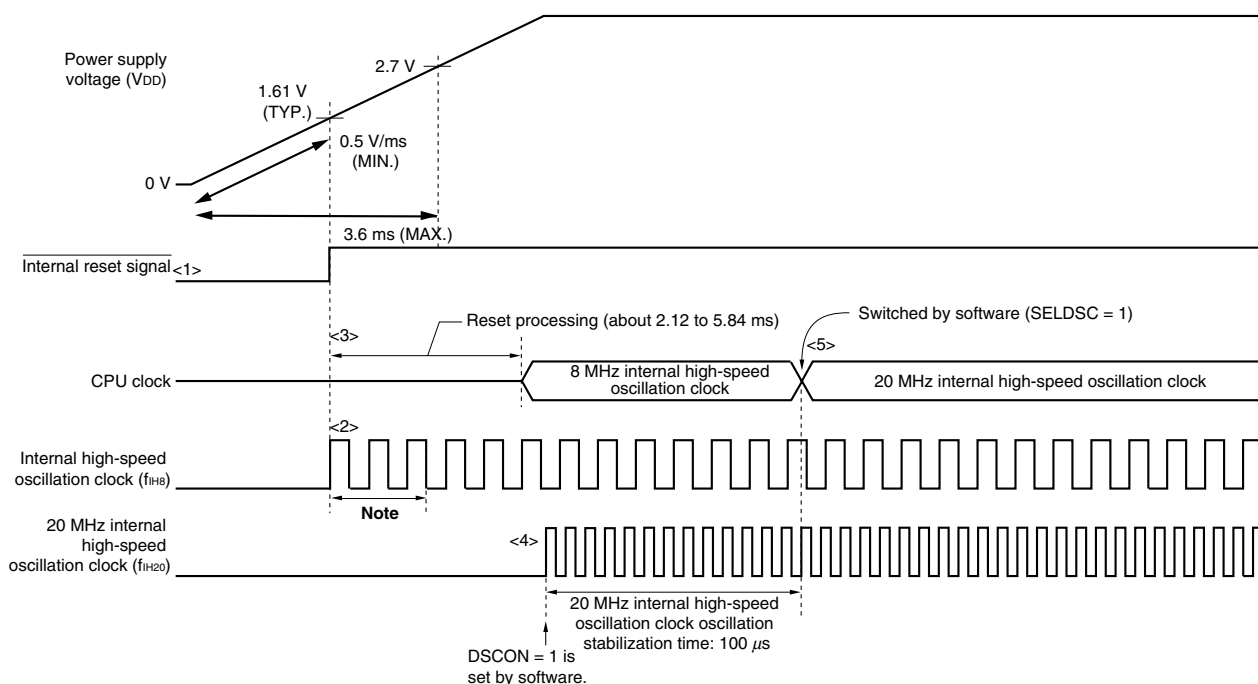 Power supply
voltage (VDD)
1.61 V
(TYP.)
2.7 V
0.5 V/ms
(MIN.)
0 V
3.6 ms (MAX.)
Internal reset signal
<1>
<3>
Reset processing (about 2.12 to 5.84 ms)
Switched by software (SELDSC = 1)
<5>
CPU clock
8 MHz internal high-speed
oscillation clock
20 MHz internal high-speed oscillation clock
<2>
Internal high-speed
oscillation clock (fIH8)
Note
20 MHz internal
high-speed
oscillation clock (fIH20)
<4>
20 MHz internal high-speed
oscillation clock oscillation
stabilization time: 100 μs
DSCON = 1 is
set by software.